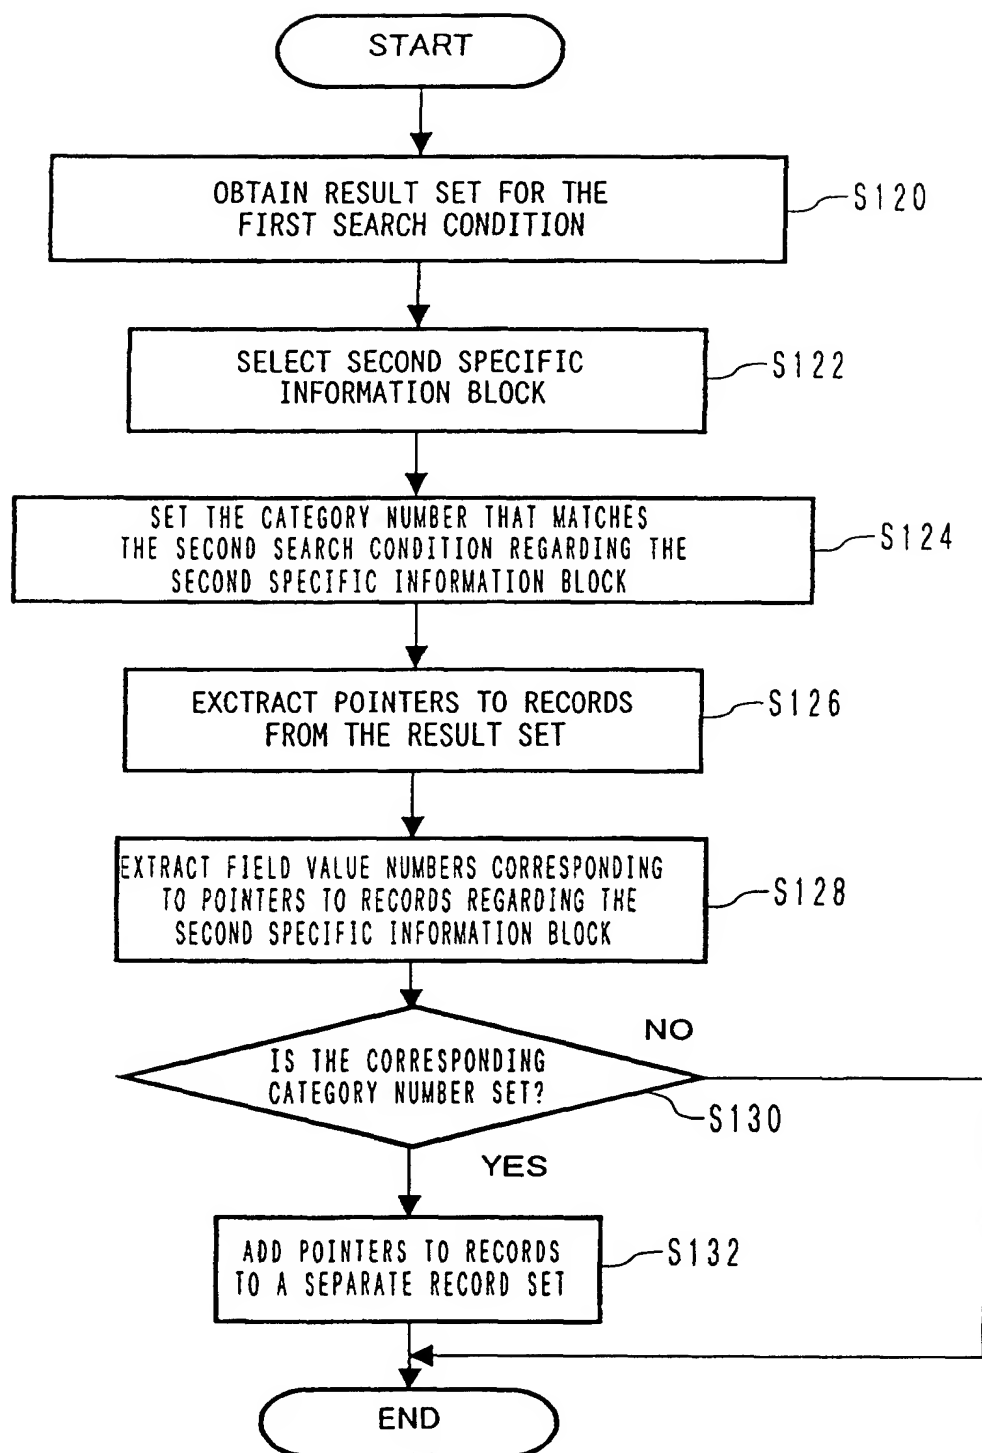 START
OBTAIN RESULT SET FOR THE
FIRST SEARCH CONDITION
S120
SELECT SECOND SPECIFIC
INFORMATION BLOCK
S122
SET THE CATEGORY NUMBER THAT MATCHES
THE SECOND SEARCH CONDITION REGARDING THE
SECOND SPECIFIC INFORMATION BLOCK
S124
EXCTRACT POINTERS TO RECORDS
FROM THE RESULT SET
S126
EXTRACT FIELD VALUE NUMBERS CORRESPONDING
TO POINTERS TO RECORDS REGARDING THE
SECOND SPECIFIC INFORMATION BLOCK
S128
IS THE CORRESPONDING
CATEGORY NUMBER SET?
NO
S130
YES
ADD POINTERS TO RECORDS
TO A SEPARATE RECORD SET
S132
END